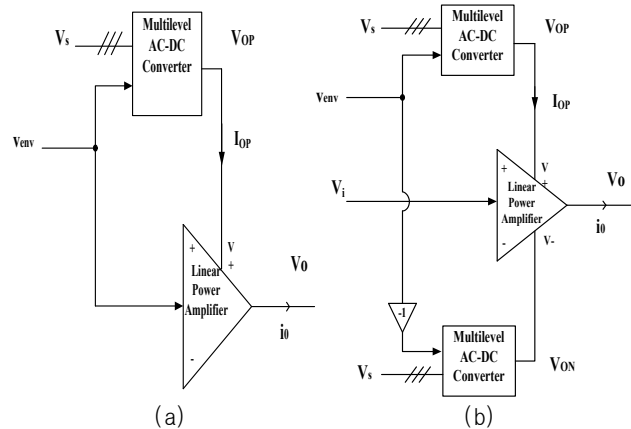 Multilevel
AC-DC
Converter
Vs
VOP
venv
IOP
V
+
+
Linear
Power
Amplifier
-
Vo
i0
(a)
Multilevel
AC-DC
Converter
Vs
VOP
venv
IOP
Vi
+
V
+
Linear
Power
Amplifier
-
V-
Vo
i0
-1
Multilevel
AC-DC
Converter
Vs
VON
(b)